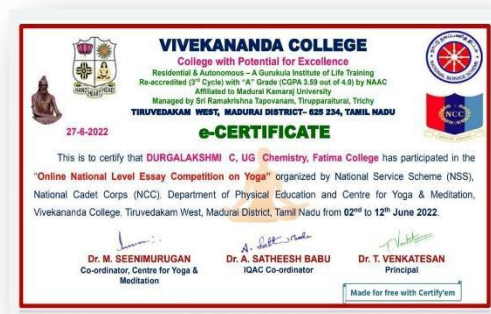 VIVEKANANDA COLLEGE
College with Potential for Excellence
Residential & Autonomous – A Gurukula Institute of Life Training
Re-accredited (3rd Cycle) with "A" Grade (CGPA 3.59 out of 4.0) by NAAC
Affiliated to Madurai Kamaraj University
Managed by Sri Ramakrishna Tapovanam, Tirupparaiturai, Trichy
TIRUVEDAKAM WEST, MADURAI DISTRICT– 625 234, TAMIL NADU
HAND HEART HEAD
NCC
27-6-2022
e-CERTIFICATE
This is to certify that DURGALAKSHMI C, UG Chemistry, Fatima College has participated in the
"Online National Level Essay Competition on Yoga" organized by National Service Scheme (NSS),
National Cadet Corps (NCC), Department of Physical Education and Centre for Yoga & Meditation,
Vivekananda College, Tiruvedakam West, Madurai District, Tamil Nadu from 02nd to 12th June 2022.
Dr. M. SEENIMURUGAN
Co-ordinator, Centre for Yoga &
Meditation
Dr. A. SATHEESH BABU
IQAC Co-ordinator
Dr. T. VENKATESAN
Principal
Made for free with Certify'em